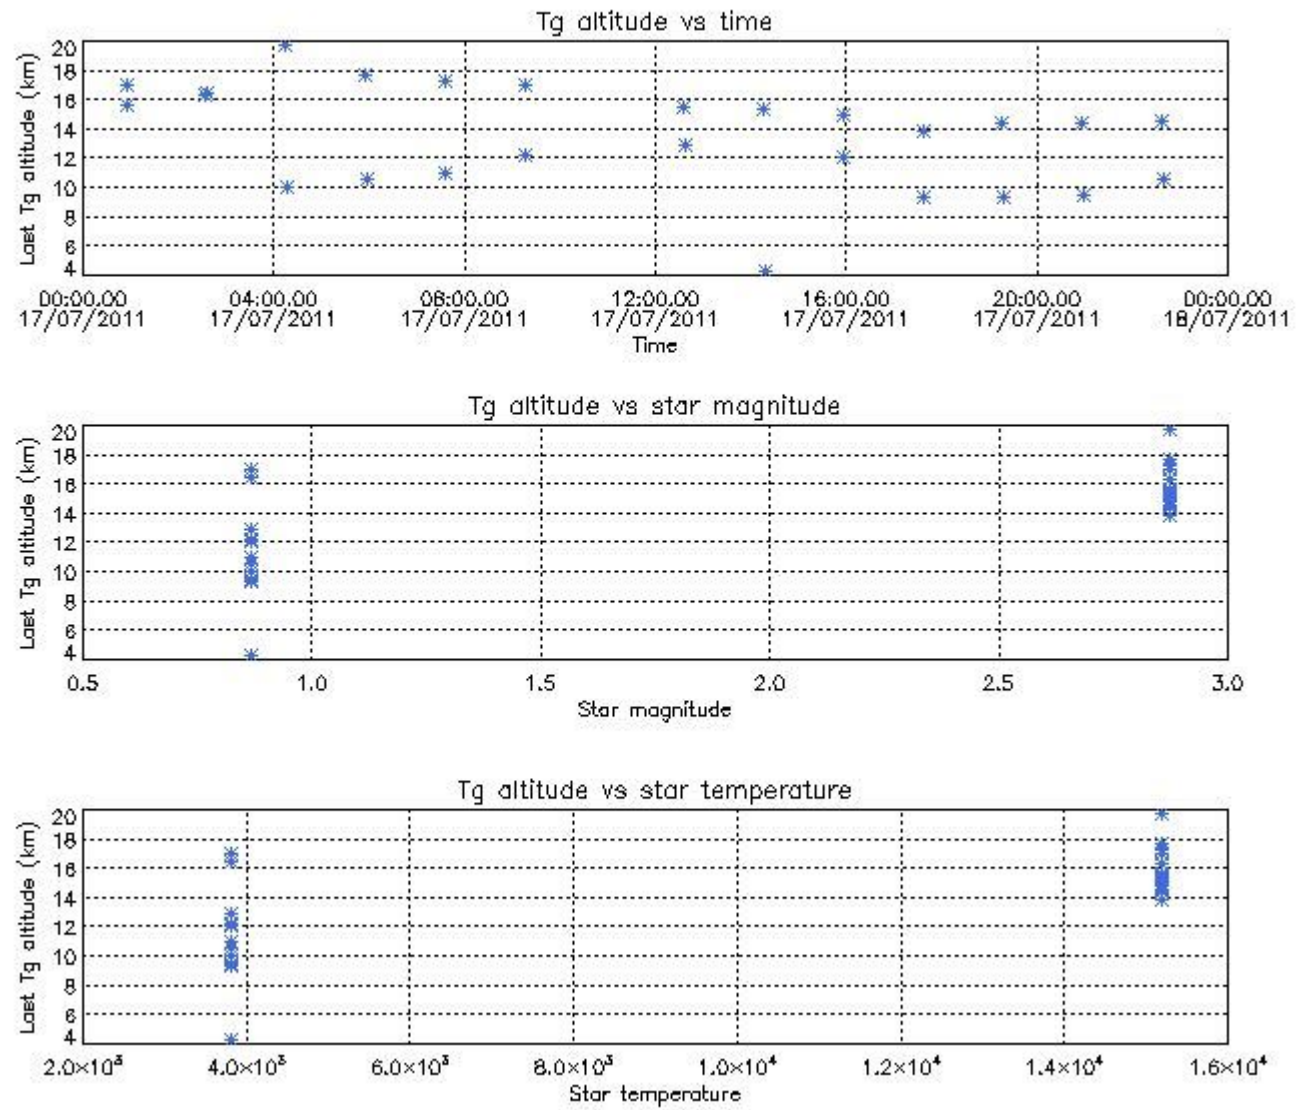 Tg altitude vs time
Last Tg altitude (km)
20
18
16
14
12
10
8
6
4
00:00.00 04:00.00 08:00.00 12:00.00 16:00.00 20:00.00 00:00.00
17/07/2011 17/07/2011 17/07/2011 17/07/2011 17/07/2011 17/07/2011 18/07/2011
Time
Tg altitude vs star magnitude
Last Tg altitude (km)
20
18
16
14
12
10
8
6
4
0.5 1.0 1.5 2.0 2.5 3.0
Star magnitude
Tg altitude vs star temperature
Last Tg altitude (km)
20
18
16
14
12
10
8
6
4
2.0×10³ 4.0×10³ 6.0×10³ 8.0×10³ 1.0×10⁴ 1.2×10⁴ 1.4×10⁴ 1.6×10⁴
Star temperature